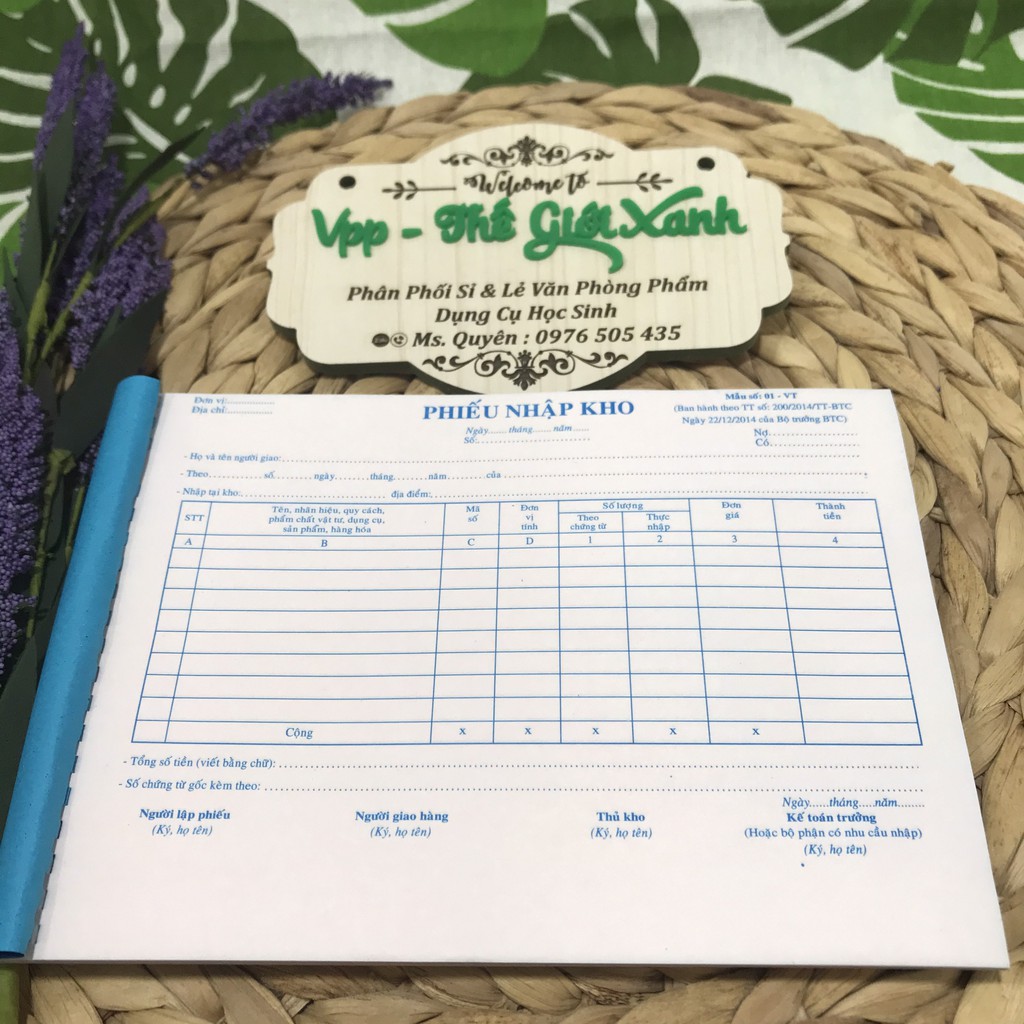 Welcome to
Vpp - Thế Giới Xanh
Phân Phối Sỉ & Lẻ Văn Phòng Phẩm
Dụng Cụ Học Sinh
Zalo Ms. Quyên : 0976 505 435
Đơn vị:..............
Địa chỉ:..............
PHIẾU NHẬP KHO
Ngày.......tháng.......năm......
Số:..............................
Mẫu số: 01 - VT
(Ban hành theo TT số: 200/2014/TT-BTC
Ngày 22/12/2014 của Bộ trưởng BTC)
Nợ........................
Có........................
- Họ và tên người giao:..............................
- Theo..............số..............ngày..............tháng.........năm.........của..............................
- Nhập tại kho:..............................địa điểm:..............................
STT
Tên, nhãn hiệu, quy cách,
phẩm chất vật tư, dụng cụ,
sản phẩm, hàng hóa
Mã
số
Đơn
vị
tính
Số lượng
Theo
chứng từ
Thực
nhập
Đơn
giá
Thành
tiền
A B C D 1 2 3 4
Cộng x x x x x
- Tổng số tiền (viết bằng chữ): ..............................
- Số chứng từ gốc kèm theo: ..............................
Ngày......tháng.....năm........
Người lập phiếu Người giao hàng Thủ kho Kế toán trưởng
(Ký, họ tên) (Ký, họ tên) (Ký, họ tên) (Hoặc bộ phận có nhu cầu nhập)
(Ký, họ tên)